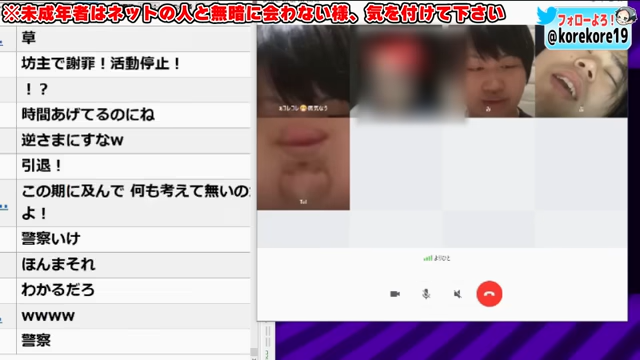 ※未成年者はネットの人と無暗に会わない様、気を付けて下さい
フォローよろ！
@korekore19
草
坊主で謝罪！活動停止！
！？
時間あげてるのにね
逆さまにすなw
引退！
この期に及んで 何も考えて無いの
よ！
警察いけ
ほんまそれ
わかるだろ
wwww
警察